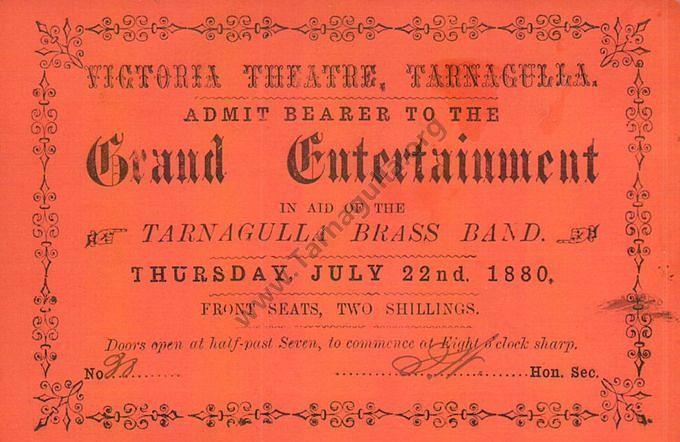 VICTORIA THEATRE, TARNAGULLA.
ADMIT BEARER TO THE
Grand Entertainment
IN AID OF THE
TARNAGULLA BRASS BAND.
THURSDAY, JULY 22nd, 1880,
FRONT SEATS, TWO SHILLINGS.
Doors open at half-past Seven, to commence at Eight o'clock sharp.
No. .......... .......... Hon. Sec.
www.Tarnagulla.org